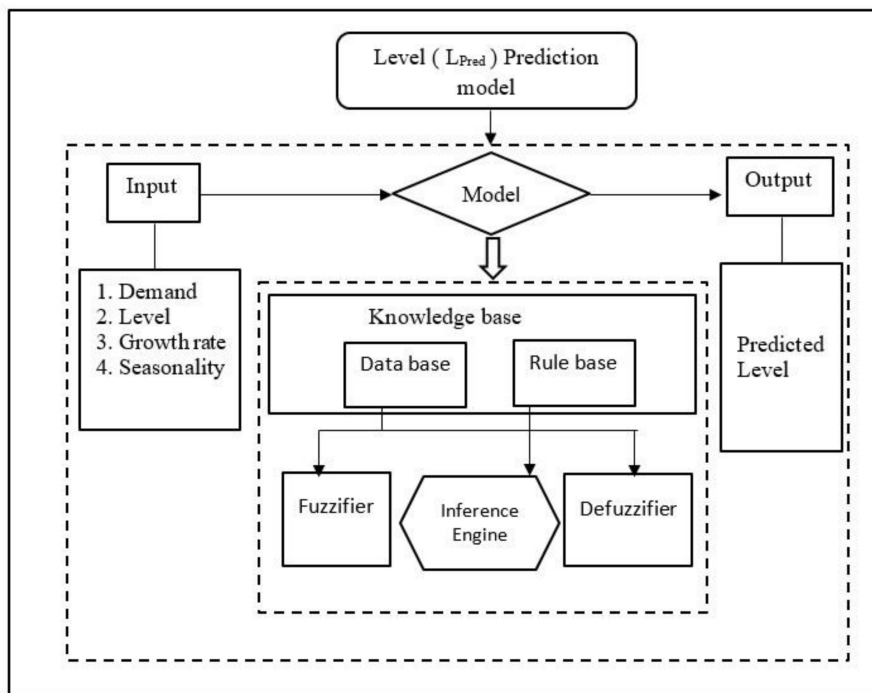 Level ( LPred ) Prediction
model
Input
Model
Output
1. Demand
2. Level
3. Growth rate
4. Seasonality
Knowledge base
Data base
Rule base
Predicted
Level
Fuzzifier
Inference
Engine
Defuzzifier